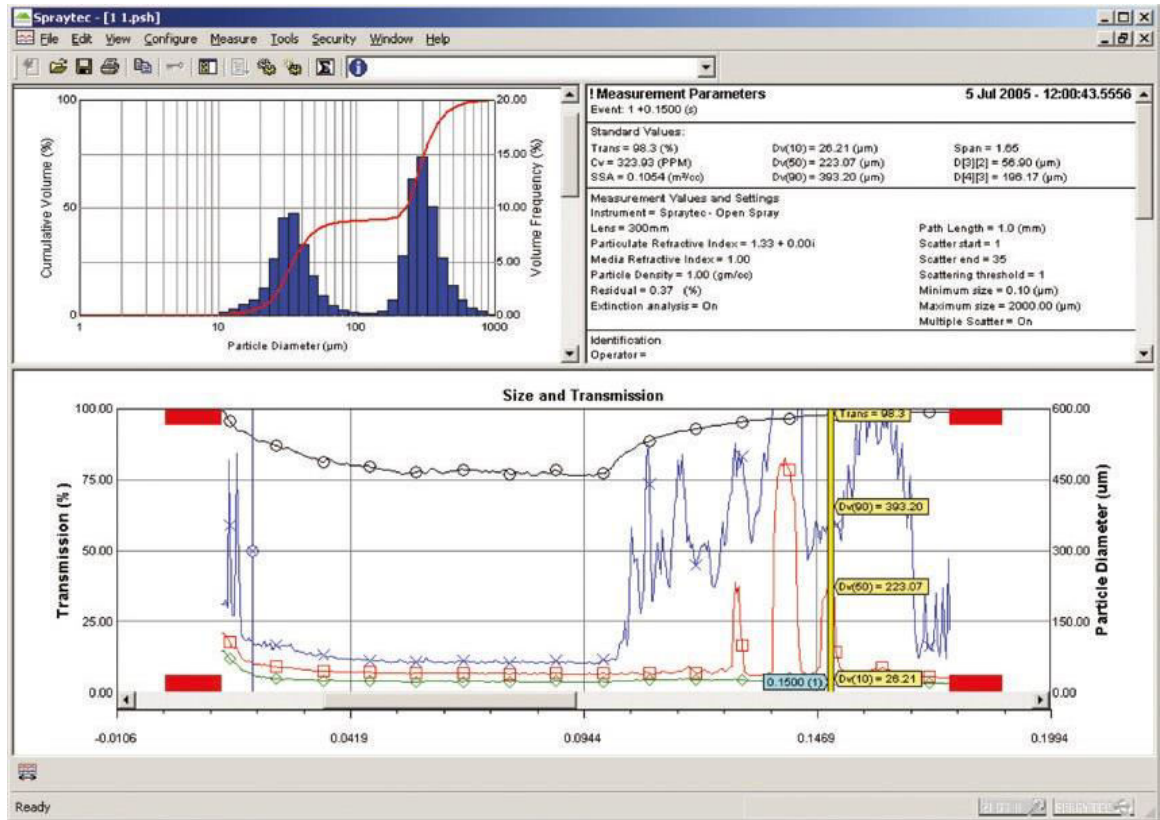 Spraytec - [1 1.psh]
File Edit View Configure Measure Tools Security Window Help
100
50
0
Cumulative Volume (%)
20.00
15.00
10.00
5.00
0.00
Volume Frequency (%)
1 10 100 1000
Particle Diameter (µm)
! Measurement Parameters 5 Jul 2005 - 12:00:43.5556
Event: 1 +0.1500 (s)
Standard Values:
Trans = 98.3 (%) Dv(10) = 26.21 (µm) Span = 1.65
Cv = 323.93 (PPM) Dv(50) = 223.07 (µm) D[3][2] = 56.90 (µm)
SSA = 0.1054 (m²/cc) Dv(90) = 393.20 (µm) D[4][3] = 196.17 (µm)
Measurement Values and Settings
Instrument = Spraytec - Open Spray
Lens = 300mm Path Length = 1.0 (mm)
Particulate Refractive Index = 1.33 + 0.00i Scatter start = 1
Media Refractive Index = 1.00 Scatter end = 35
Particle Density = 1.00 (gm/cc) Scattering threshold = 1
Residual = 0.37 (%) Minimum size = 0.10 (µm)
Extinction analysis = On Maximum size = 2000.00 (µm)
Multiple Scatter = On
Identification
Operator =
Size and Transmission
100.00
75.00
50.00
25.00
0.00
Transmission (%)
600.00
450.00
300.00
150.00
0.00
Particle Diameter (um)
Trans = 98.3
Dv(90) = 393.20
Dv(50) = 223.07
0.1500 (1)
Dv(10) = 26.21
-0.0106 0.0419 0.0944 0.1469 0.1994
Ready